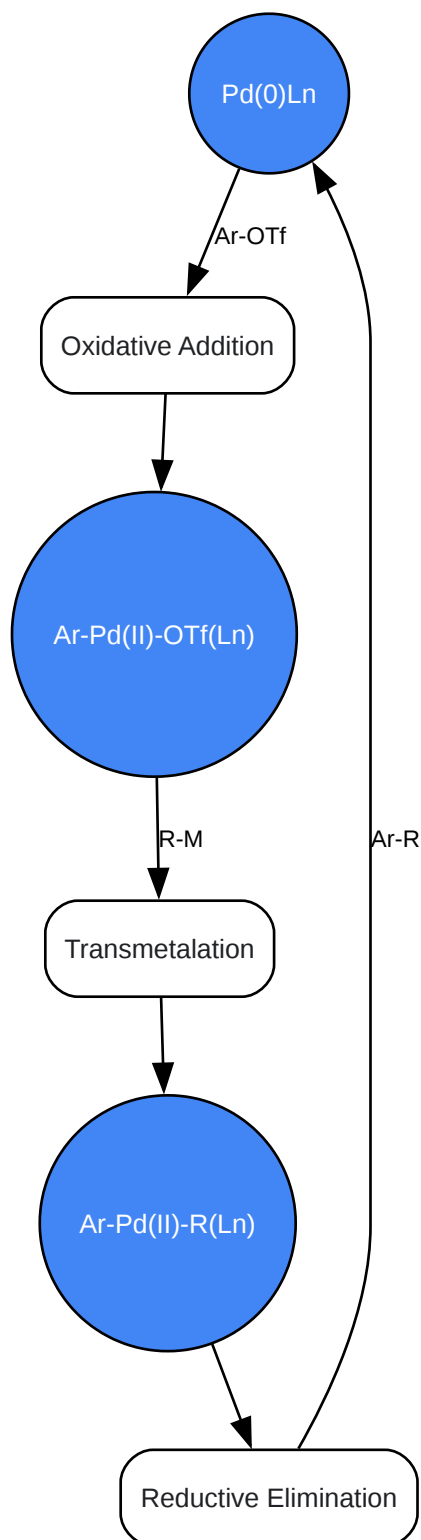 Pd(0)Ln
Ar-OTf
Oxidative Addition
Ar-Pd(II)-OTf(Ln)
R-M
Ar-R
Transmetalation
Ar-Pd(II)-R(Ln)
Reductive Elimination